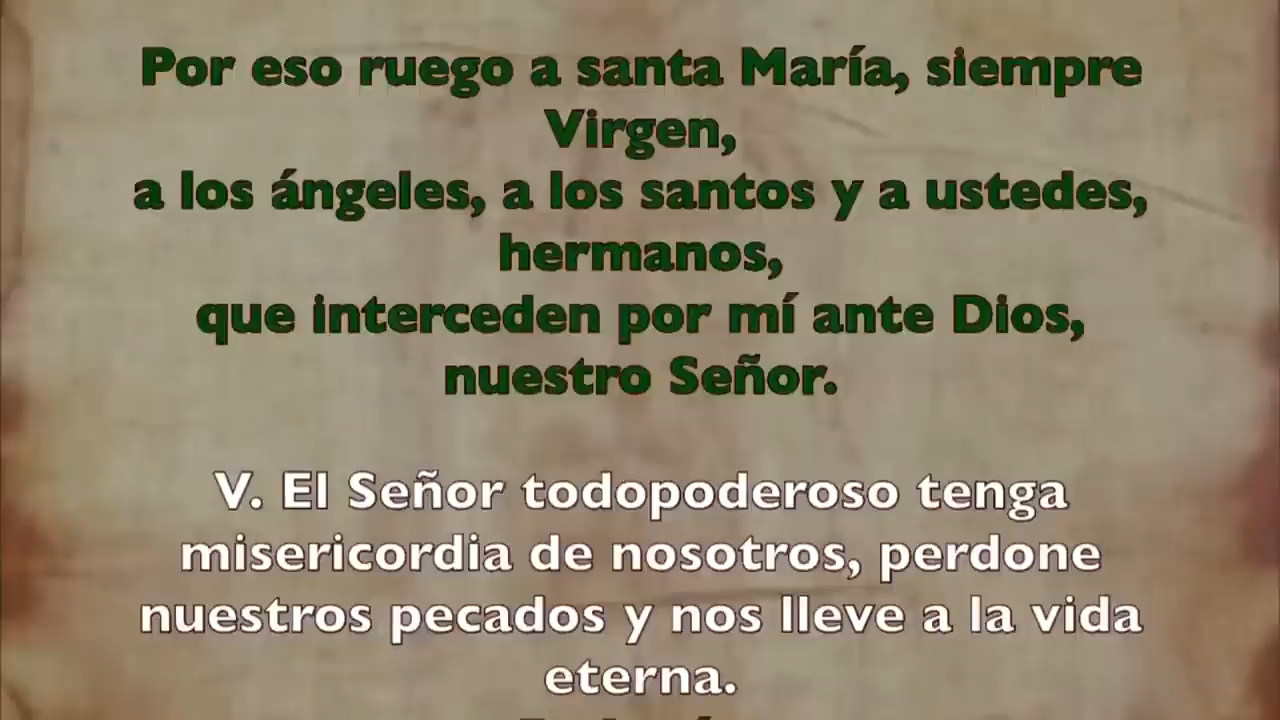 Por eso ruego a santa María, siempre
Virgen,
a los ángeles, a los santos y a ustedes,
hermanos,
que interceden por mí ante Dios,
nuestro Señor.
V. El Señor todopoderoso tenga
misericordia de nosotros, perdone
nuestros pecados y nos lleve a la vida
eterna.